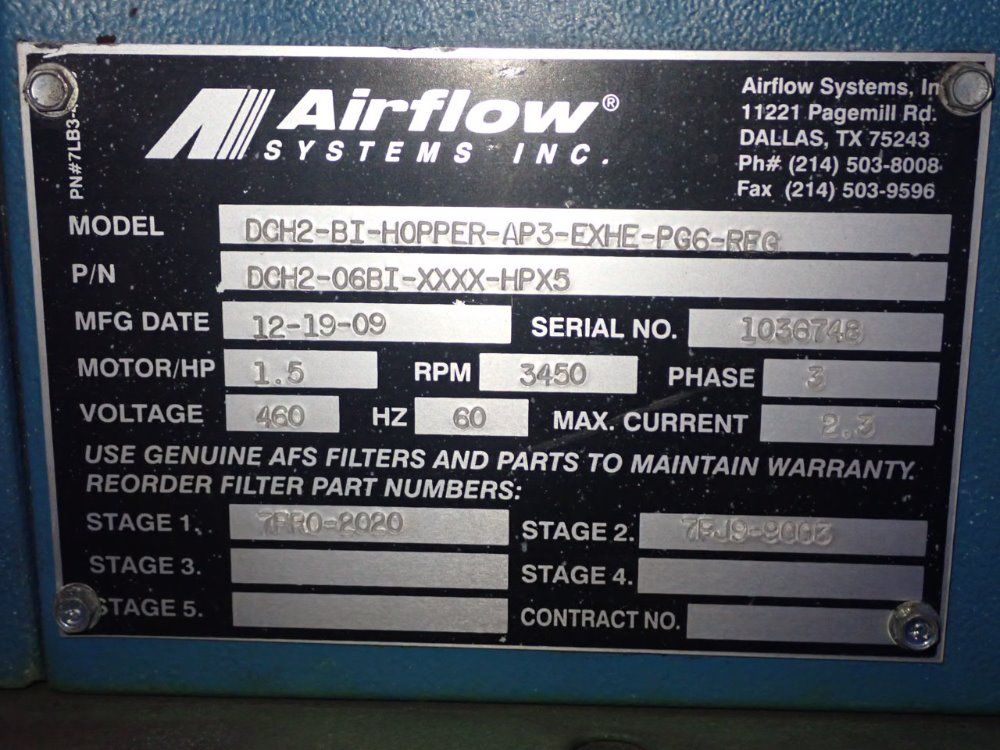 PN#7LB3-
Airflow®
SYSTEMS INC.
Airflow Systems, In
11221 Pagemill Rd.
DALLAS, TX 75243
Ph# (214) 503-8008
Fax (214) 503-9596
MODEL DCH2-BI-HOPPER-AP3-EXHE-PG6-REG
P/N DCH2-06BI-XXXX-HPX5
MFG DATE 12-19-09 SERIAL NO. 1036748
MOTOR/HP 1.5 RPM 3450 PHASE 3
VOLTAGE 460 HZ 60 MAX. CURRENT 2.3
USE GENUINE AFS FILTERS AND PARTS TO MAINTAIN WARRANTY.
REORDER FILTER PART NUMBERS:
STAGE 1. STAGE 2.
STAGE 3. STAGE 4.
STAGE 5. CONTRACT NO.